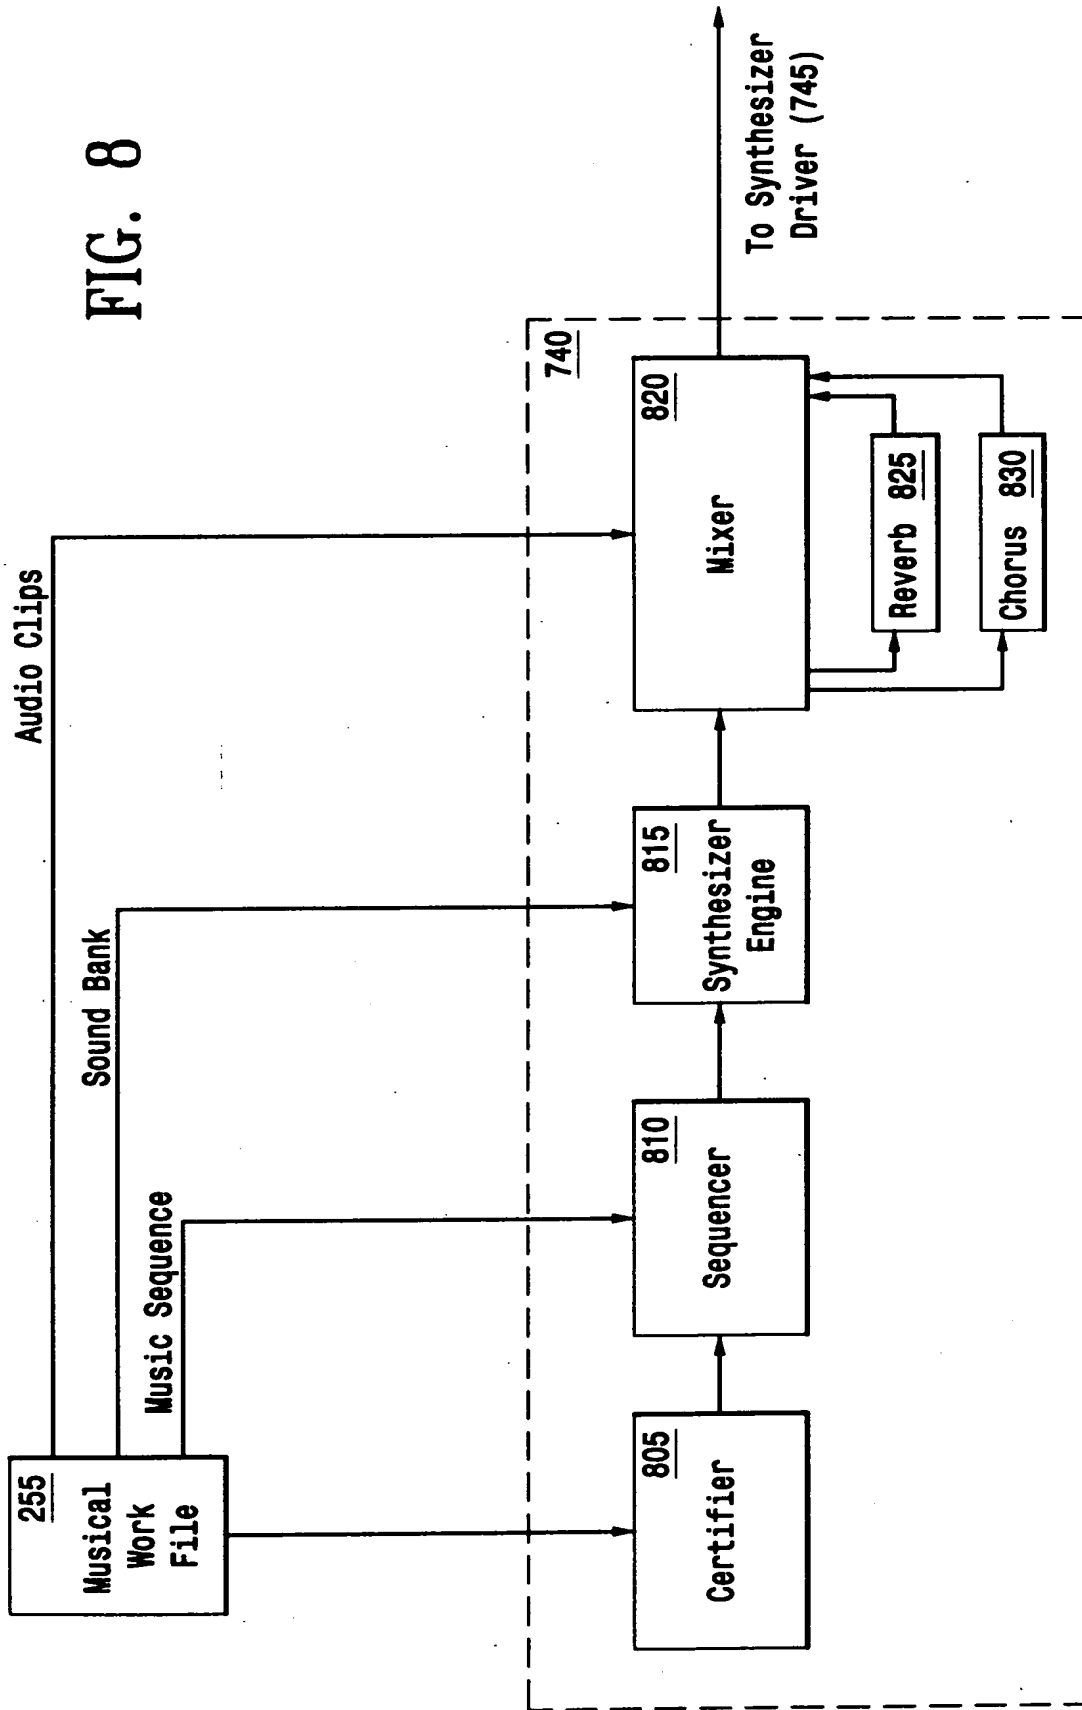 FIG. 8
Audio Clips
Sound Bank
Music Sequence
255
Musical
Work
File
740
805
Certifier
810
Sequencer
815
Synthesizer
Engine
820
Mixer
Reverb 825
Chorus 830
To Synthesizer
Driver (745)